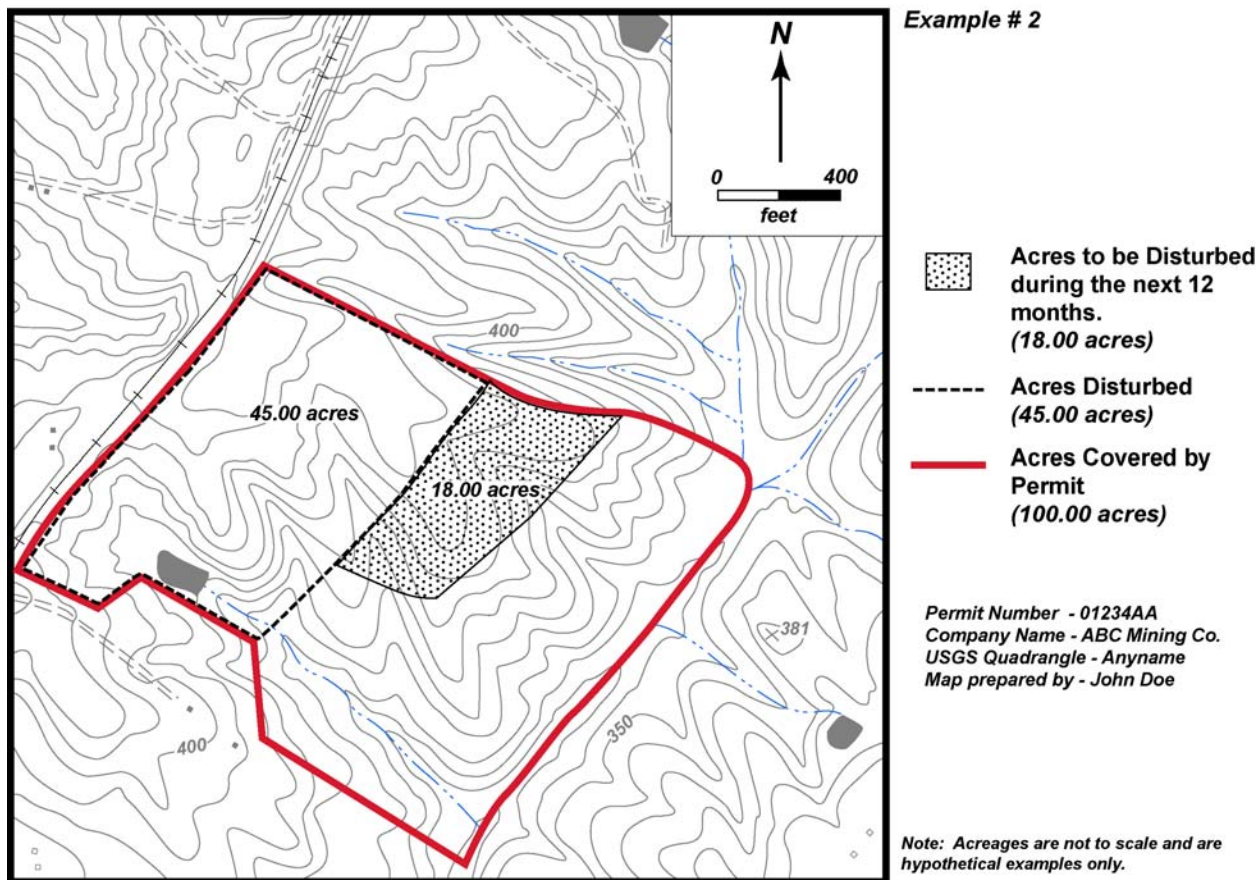 Example # 2
N
0 400
feet
Acres to be Disturbed
during the next 12
months.
(18.00 acres)
Acres Disturbed
(45.00 acres)
Acres Covered by
Permit
(100.00 acres)
400
45.00 acres
18.00 acres
381
350
400
Permit Number - 01234AA
Company Name - ABC Mining Co.
USGS Quadrangle - Anyname
Map prepared by - John Doe
Note: Acreages are not to scale and are
hypothetical examples only.